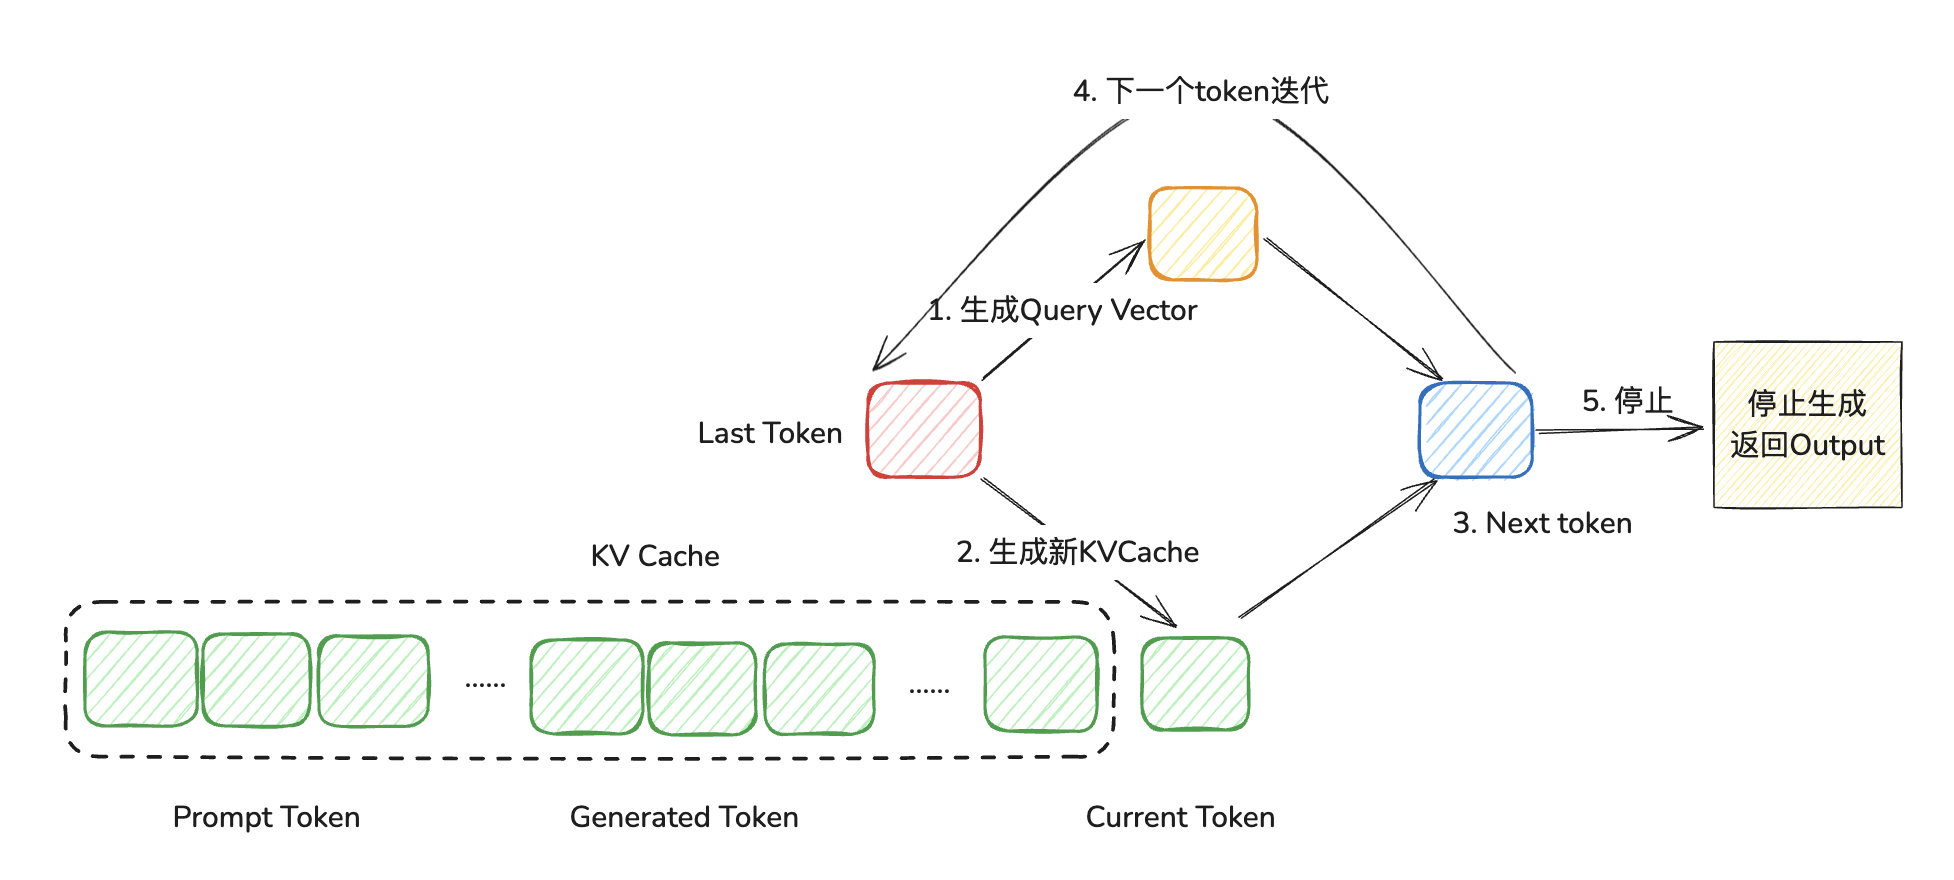 4. 下一个token迭代
1. 生成Query Vector
Last Token
5. 停止
停止生成
返回Output
3. Next token
2. 生成新KVCache
KV Cache
......
......
Prompt Token
Generated Token
Current Token